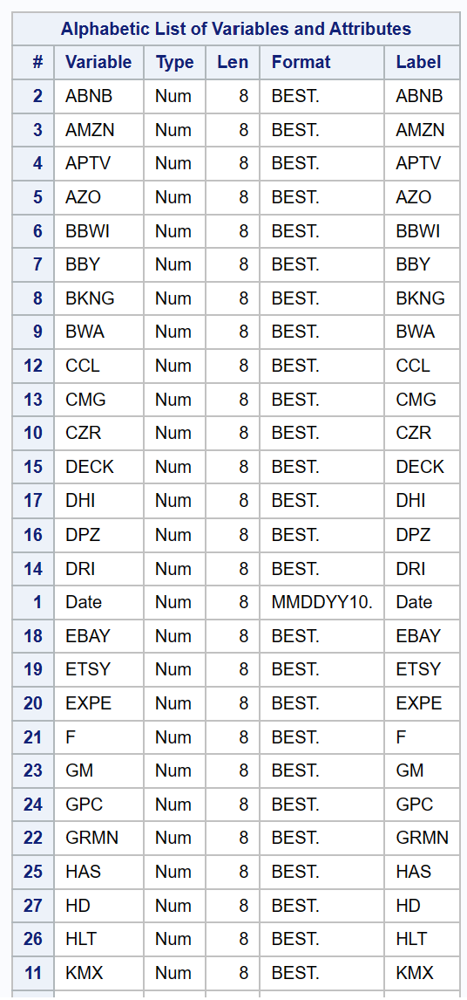 Alphabetic List of Variables and Attributes
# Variable Type Len Format Label
2 ABNB Num 8 BEST. ABNB
3 AMZN Num 8 BEST. AMZN
4 APTV Num 8 BEST. APTV
5 AZO Num 8 BEST. AZO
6 BBWI Num 8 BEST. BBWI
7 BBY Num 8 BEST. BBY
8 BKNG Num 8 BEST. BKNG
9 BWA Num 8 BEST. BWA
12 CCL Num 8 BEST. CCL
13 CMG Num 8 BEST. CMG
10 CZR Num 8 BEST. CZR
15 DECK Num 8 BEST. DECK
17 DHI Num 8 BEST. DHI
16 DPZ Num 8 BEST. DPZ
14 DRI Num 8 BEST. DRI
1 Date Num 8 MMDDYY10. Date
18 EBAY Num 8 BEST. EBAY
19 ETSY Num 8 BEST. ETSY
20 EXPE Num 8 BEST. EXPE
21 F Num 8 BEST. F
23 GM Num 8 BEST. GM
24 GPC Num 8 BEST. GPC
22 GRMN Num 8 BEST. GRMN
25 HAS Num 8 BEST. HAS
27 HD Num 8 BEST. HD
26 HLT Num 8 BEST. HLT
11 KMX Num 8 BEST. KMX